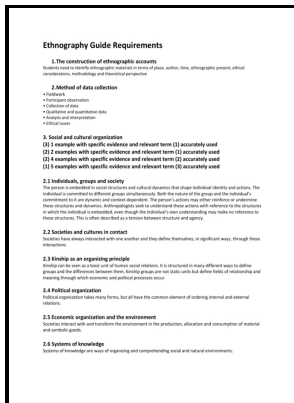 Ethnography Guide Requirements
1.The construction of ethnographic accounts
Students need to identify ethnographic materials in terms of place, author, time, ethnographic present, ethical
considerations, methodology and theoretical perspective
2.Method of data collection
• Fieldwork
• Participant observation
• Collection of data
• Qualitative and quantitative data
• Analysis and interpretation
• Ethical issues
3. Social and cultural organization
(3) 1 example with specific evidence and relevant term (1) accurately used
(2) 2 examples with specific evidence and relevant term (1) accurately used
(2) 4 examples with specific evidence and relevant term (2) accurately used
(1) 5 examples with specific evidence and relevant term (3) accurately used
2.1 Individuals, groups and society
The person is embedded in social structures and cultural dynamics that shape individual identity and actions. The
individual is committed to different groups simultaneously. Both the nature of the group and the individual's
commitment to it are dynamic and context-dependent. The person's actions may either reinforce or undermine
these structures and dynamics. Anthropologists seek to understand these actions with reference to the structures
in which the individual is embedded, even though the individual's own understanding may make no reference to
these structures. This is often described as a tension between structure and agency.
2.2 Societies and cultures in contact
Societies have always interacted with one another and they define themselves, in significant ways, through these
interactions.
2.3 Kinship as an organizing principle
Kinship can be seen as a basic unit of human social relations. It is structured in many different ways to define
groups and the differences between them. Kinship groups are not static units but define fields of relationship and
meaning through which economic and political processes occur.
2.4 Political organization
Political organization takes many forms, but all have the common element of ordering internal and external
relations.
2.5 Economic organization and the environment
Societies interact with and transform the environment in the production, allocation and consumption of material
and symbolic goods.
2.6 Systems of knowledge
Systems of knowledge are ways of organizing and comprehending social and natural environments.